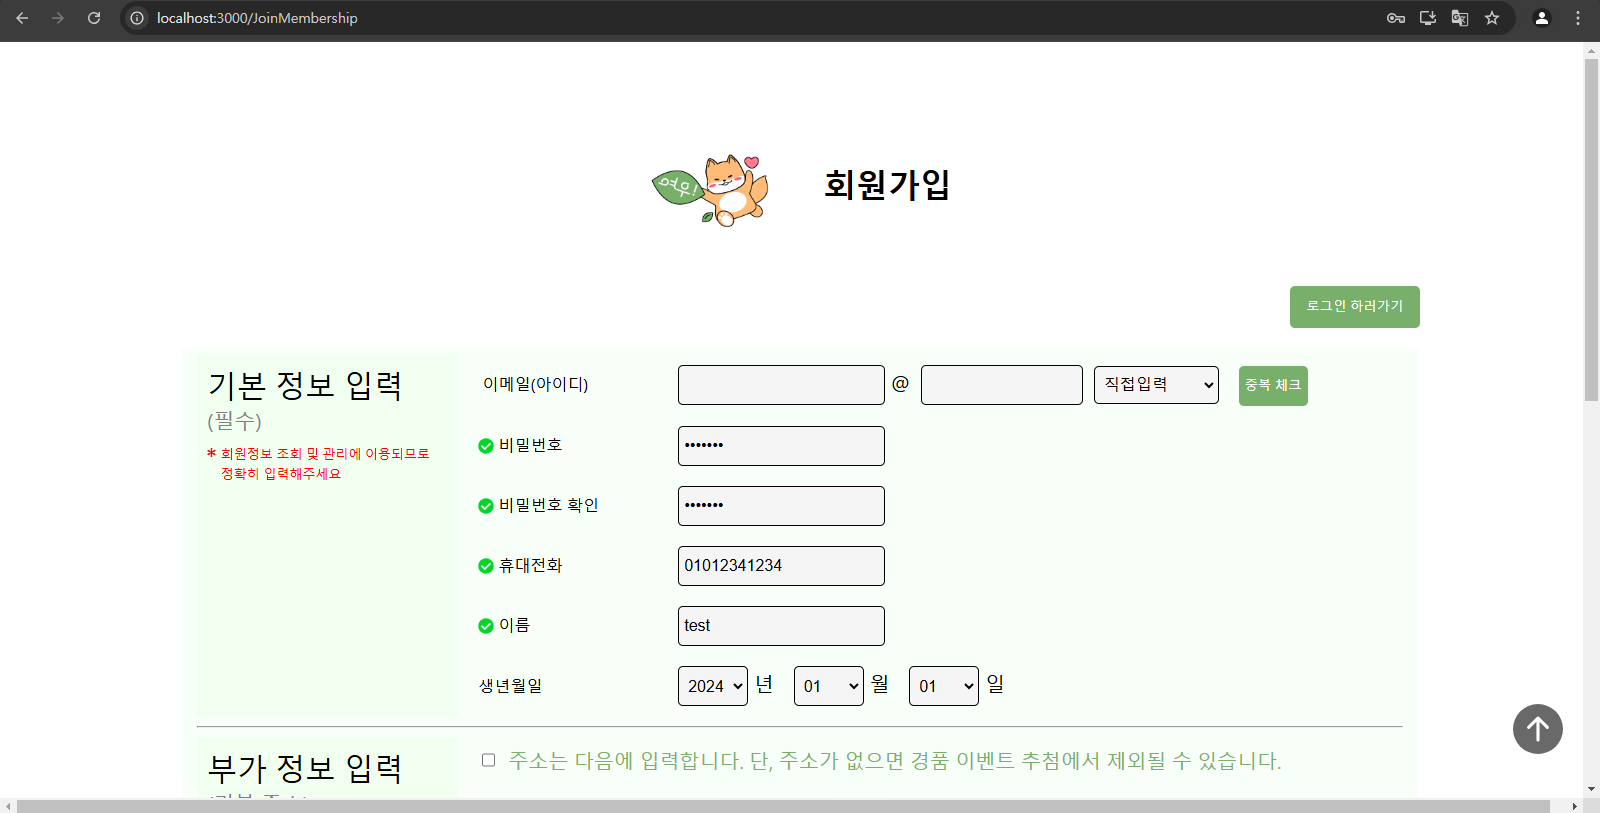 localhost:3000/JoinMembership
여우!
회원가입
로그인 하러가기
기본 정보 입력
(필수)
* 회원정보 조회 및 관리에 이용되므로
정확히 입력해주세요
이메일(아이디) @ 직접입력 중복 체크
비밀번호 •••••••
비밀번호 확인 •••••••
휴대전화 01012341234
이름 test
생년월일 2024 년 01 월 01 일
부가 정보 입력
주소는 다음에 입력합니다. 단, 주소가 없으면 경품 이벤트 추첨에서 제외될 수 있습니다.